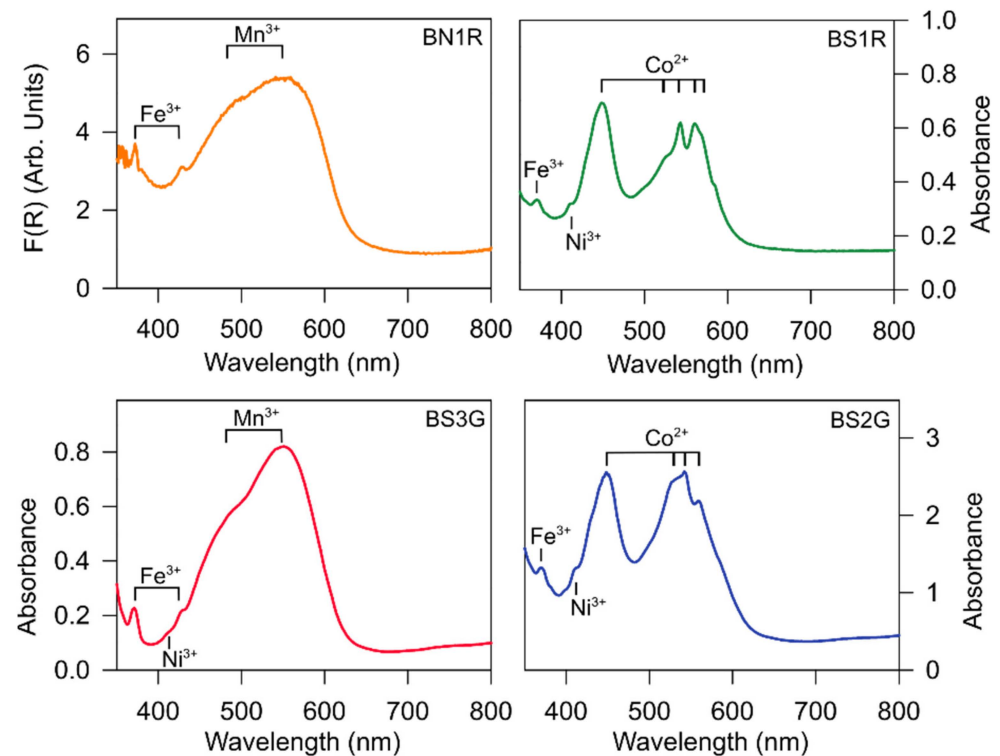 BN1R
Mn³⁺
Fe³⁺
F(R) (Arb. Units)
6
4
2
0
400 500 600 700 800
Wavelength (nm)
BS1R
Co²⁺
Fe³⁺
Ni³⁺
Absorbance
1.0
0.8
0.6
0.4
0.2
0.0
400 500 600 700 800
Wavelength (nm)
BS3G
Mn³⁺
Fe³⁺
Ni³⁺
Absorbance
0.8
0.6
0.4
0.2
0.0
400 500 600 700 800
Wavelength (nm)
BS2G
Co²⁺
Fe³⁺
Ni³⁺
Absorbance
3
2
1
0
400 500 600 700 800
Wavelength (nm)